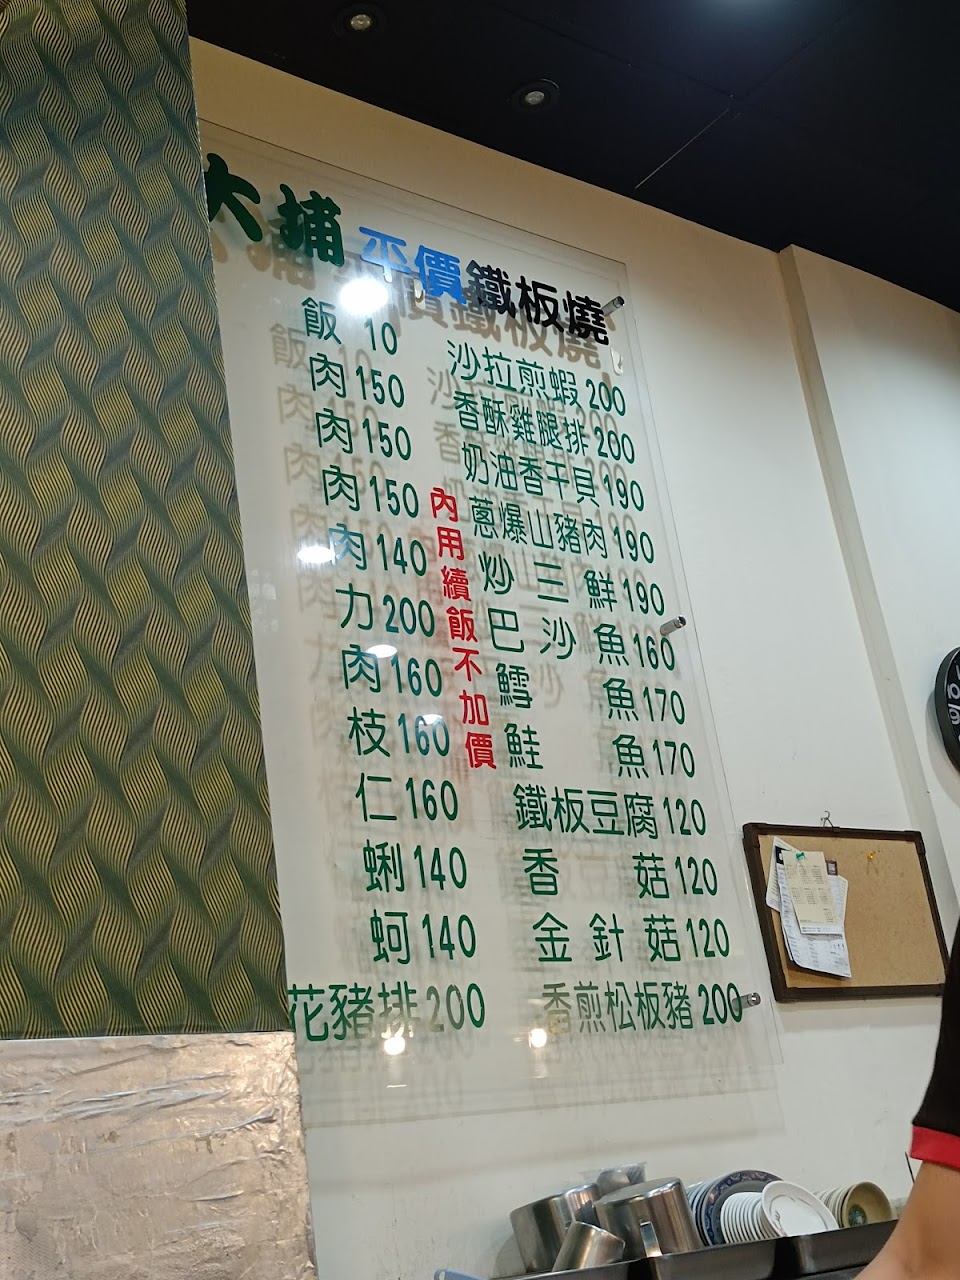 大埔平價鐵板燒
飯 10
肉 150
肉 150
肉 150
肉 140
力 200
肉 160
枝 160
仁 160
蜊 140
蚵 140
花豬排 200
內用續飯不加價
沙拉煎蝦 200
香酥雞腿排 200
奶油香干貝 190
蔥爆山豬肉 190
炒三鮮 190
巴沙魚 160
鱈魚 170
鮭魚 170
鐵板豆腐 120
香菇 120
金針菇 120
香煎松板豬 200